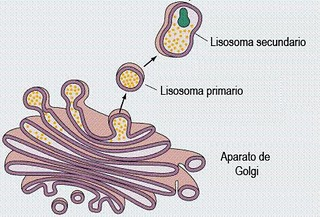 Lisosoma secundario
Lisosoma primario
Aparato de
Golgi